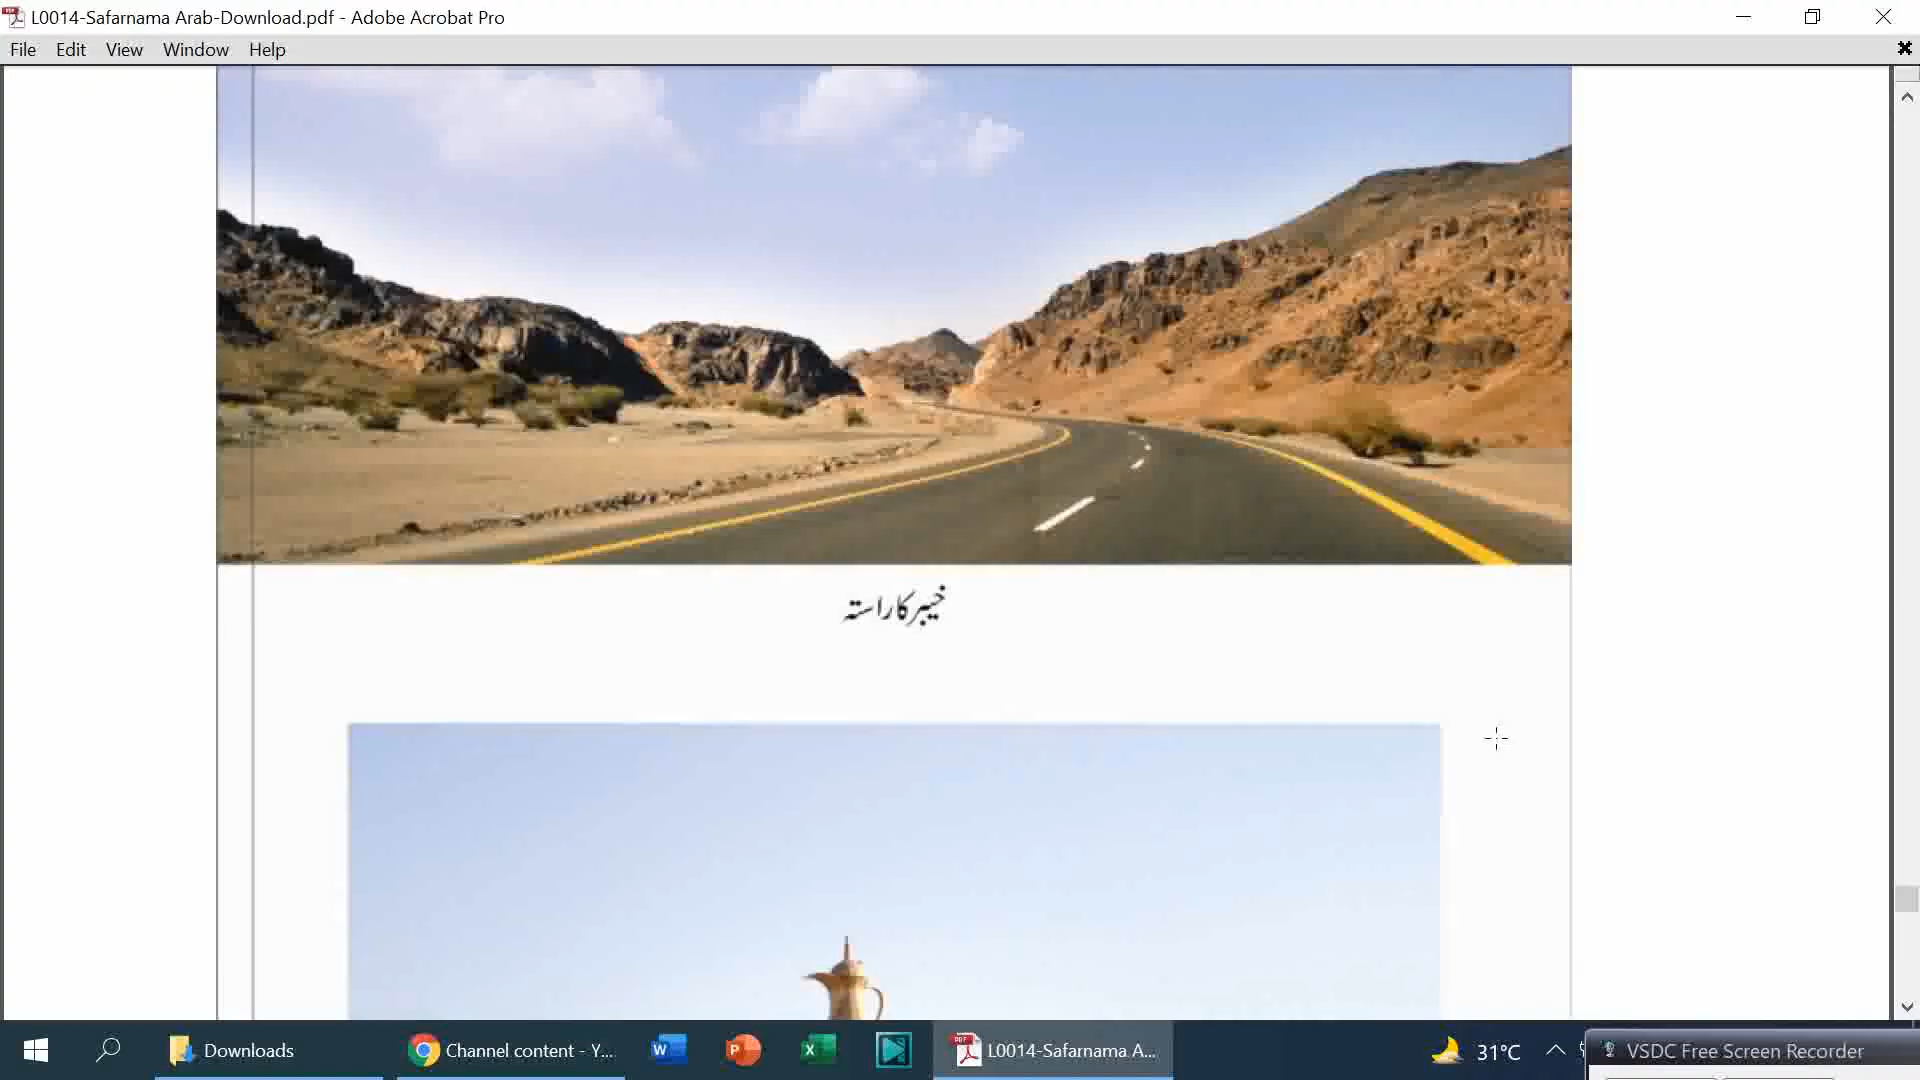 L0014-Safarnama Arab-Download.pdf - Adobe Acrobat Pro
File Edit View Window Help
خیبر کا راستہ
Downloads
Channel content - Y...
L0014-Safarnama A...
31°C
VSDC Free Screen Recorder